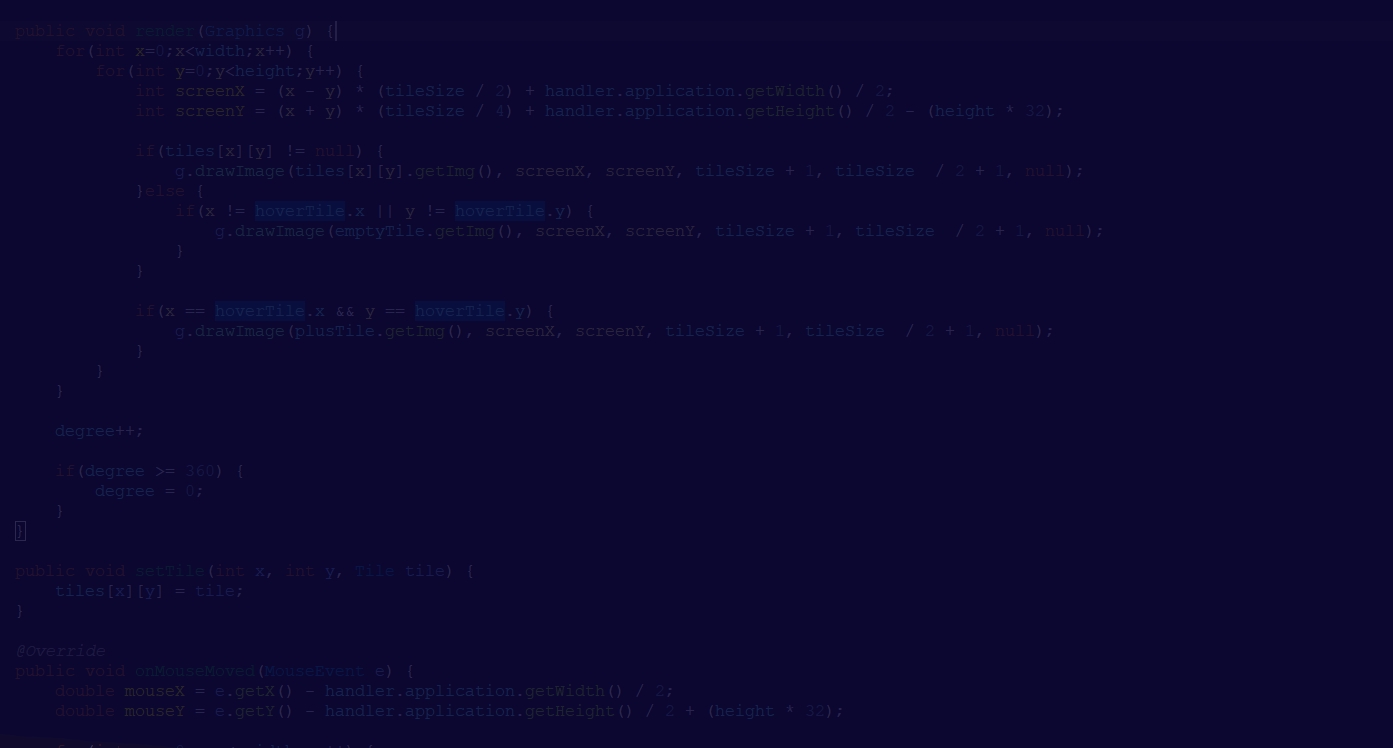 public void render(Graphics g) {
for(int x=0;x<width;x++) {
for(int y=0;y<height;y++) {
int screenX = (x - y) * (tileSize / 2) + handler.application.getWidth() / 2;
int screenY = (x + y) * (tileSize / 4) + handler.application.getHeight() / 2 - (height * 32);
if(tiles[x][y] != null) {
g.drawImage(tiles[x][y].getImg(), screenX, screenY, tileSize + 1, tileSize  / 2 + 1, null);
}else {
if(x != hoverTile.x || y != hoverTile.y) {
g.drawImage(emptyTile.getImg(), screenX, screenY, tileSize + 1, tileSize  / 2 + 1, null);
}
}
if(x == hoverTile.x && y == hoverTile.y) {
g.drawImage(plusTile.getImg(), screenX, screenY, tileSize + 1, tileSize  / 2 + 1, null);
}
}
}
degree++;
if(degree >= 360) {
degree = 0;
}
}
public void setTile(int x, int y, Tile tile) {
tiles[x][y] = tile;
}
@Override
public void onMouseMoved(MouseEvent e) {
double mouseX = e.getX() - handler.application.getWidth() / 2;
double mouseY = e.getY() - handler.application.getHeight() / 2 + (height * 32);